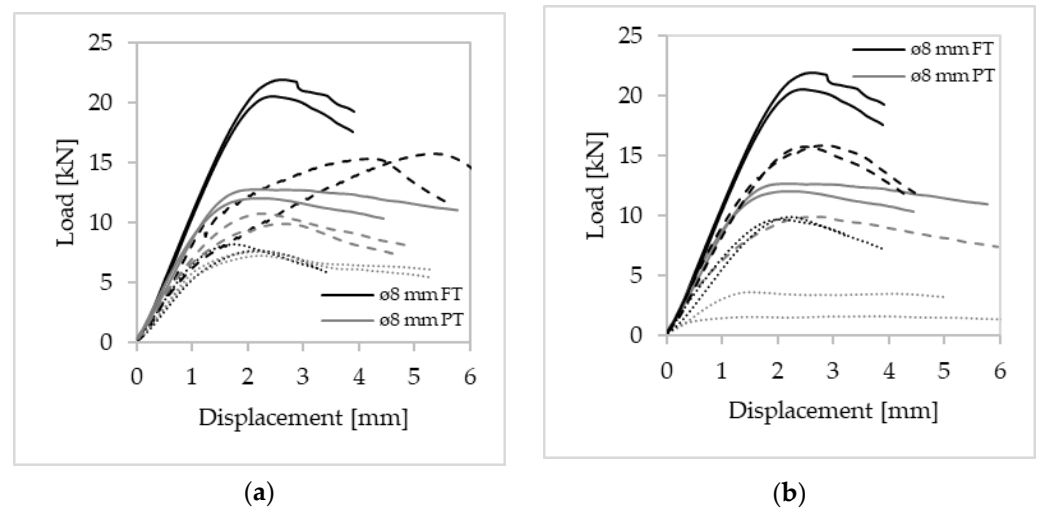 25
20
15
10
5
0
Load [kN]
ø8 mm FT
ø8 mm PT
0 1 2 3 4 5 6
Displacement [mm]
(a)
25
20
15
10
5
0
Load [kN]
ø8 mm FT
ø8 mm PT
0 1 2 3 4 5 6
Displacement [mm]
(b)